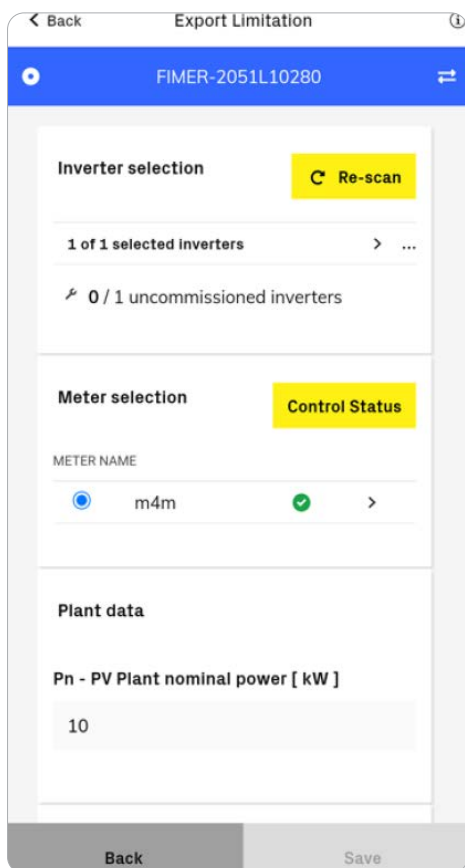 Back Export Limitation
FIMER-2051L10280
Inverter selection
Re-scan
1 of 1 selected inverters ...
0 / 1 uncommissioned inverters
Meter selection
Control Status
METER NAME
m4m
Plant data
Pn - PV Plant nominal power [ kW ]
10
Back Save